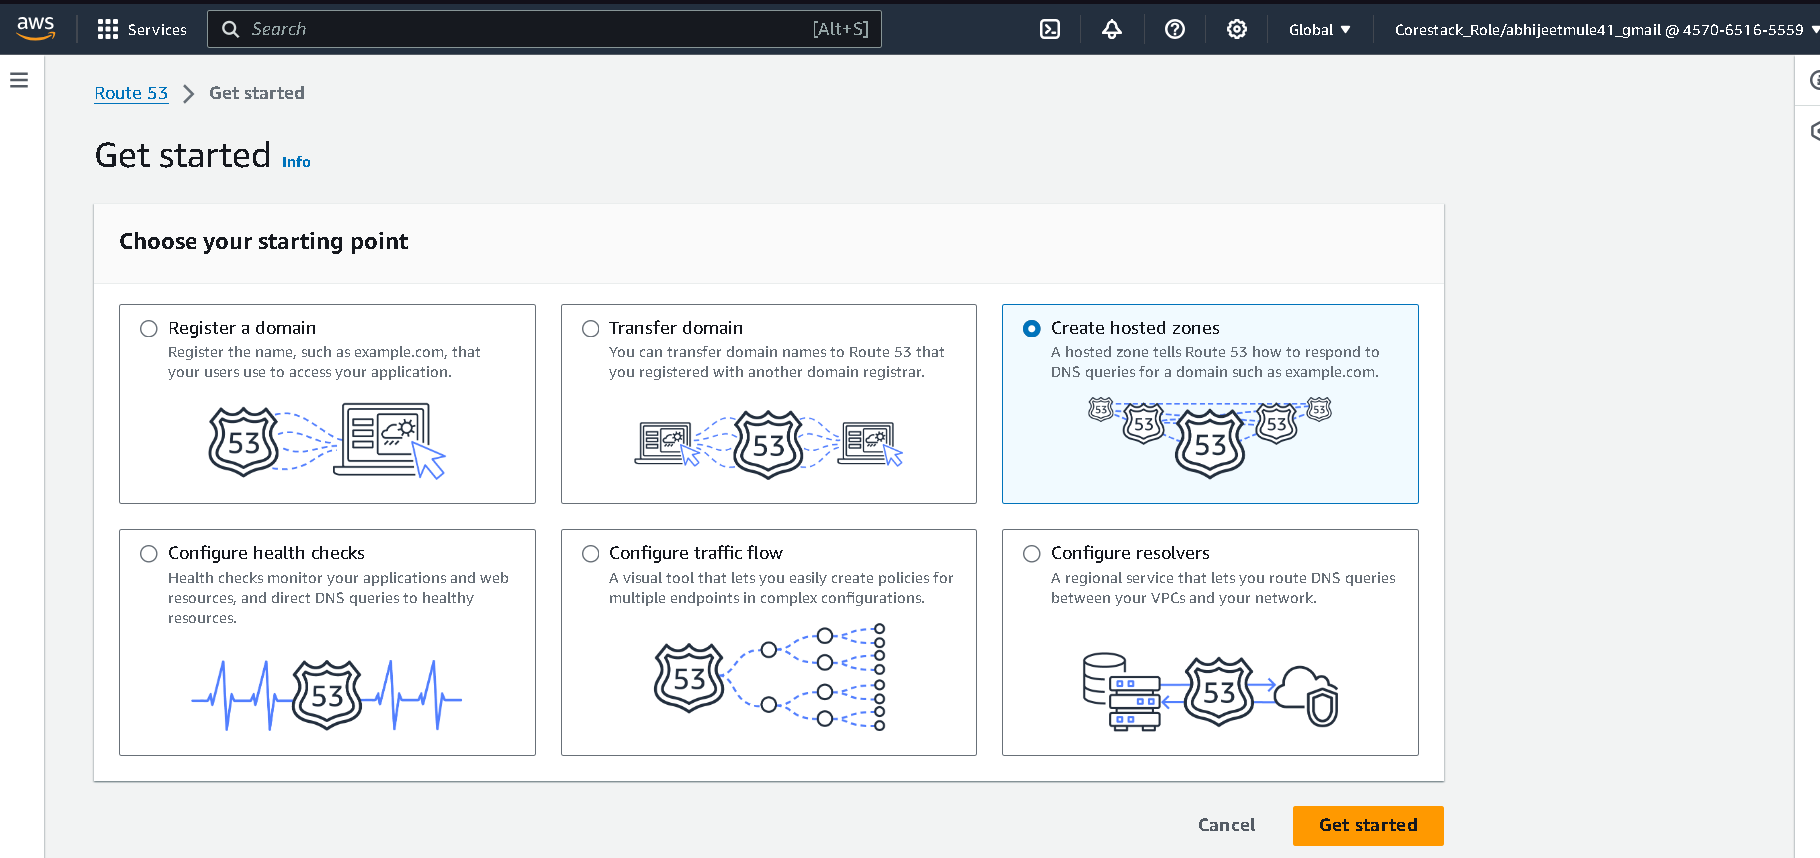 aws
Services
Search
[Alt+S]
Global
Corestack_Role/abhijeetmule41_gmail @ 4570-6516-5559
Route 53
Get started
Get started
Info
Choose your starting point
Register a domain
Register the name, such as example.com, that
your users use to access your application.
53
Transfer domain
You can transfer domain names to Route 53 that
you registered with another domain registrar.
53
Create hosted zones
A hosted zone tells Route 53 how to respond to
DNS queries for a domain such as example.com.
53
53
53
53
53
Configure health checks
Health checks monitor your applications and web
resources, and direct DNS queries to healthy
resources.
53
Configure traffic flow
A visual tool that lets you easily create policies for
multiple endpoints in complex configurations.
53
Configure resolvers
A regional service that lets you route DNS queries
between your VPCs and your network.
53
Cancel
Get started